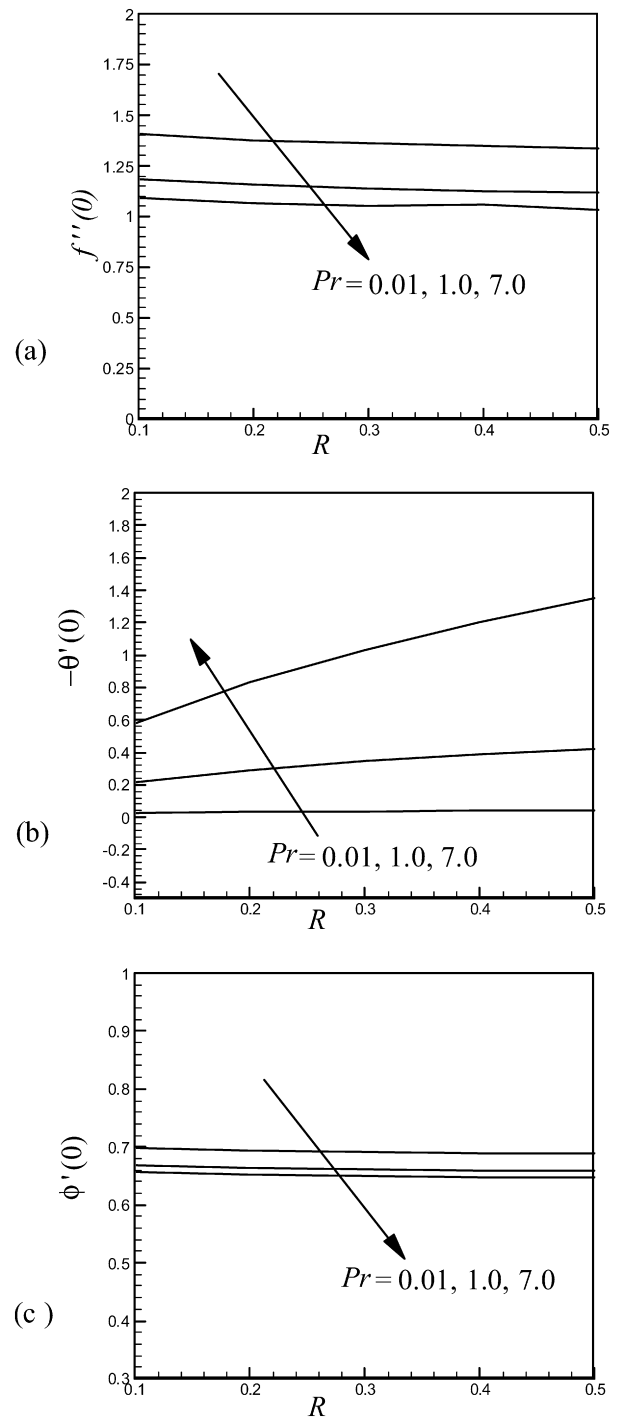 2
1.75
1.5
1.25
1
0.75
0.5
0.25
0
f''(0)
Pr = 0.01, 1.0, 7.0
(a)
0.1 0.2 0.3 0.4 0.5
R
2
1.8
1.6
1.4
1.2
1
0.8
0.6
0.4
0.2
0
-0.2
-0.4
−θ'(0)
Pr = 0.01, 1.0, 7.0
(b)
0.1 0.2 0.3 0.4 0.5
R
1
0.9
0.8
0.7
0.6
0.5
0.4
0.3
ϕ'(0)
Pr = 0.01, 1.0, 7.0
(c )
0.1 0.2 0.3 0.4 0.5
R